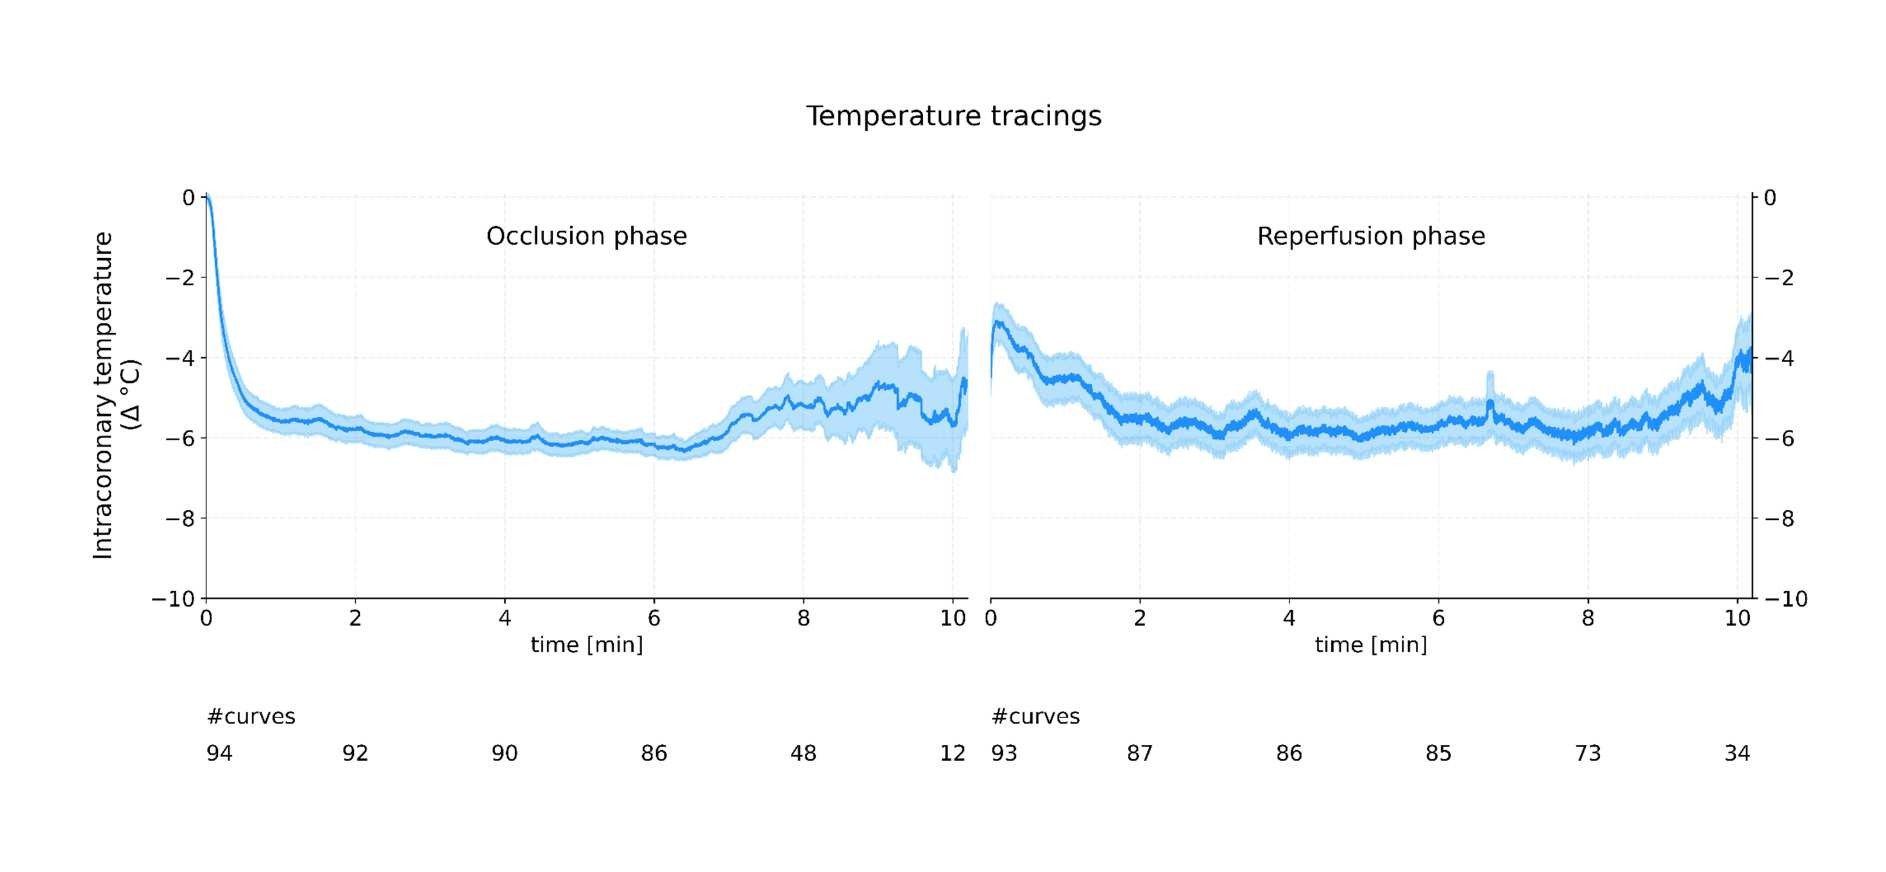 Temperature tracings
Intracoronary temperature
(Δ °C)
Occlusion phase
Reperfusion phase
0
−2
−4
−6
−8
−10
0
−2
−4
−6
−8
−10
0 2 4 6 8 10
0 2 4 6 8 10
time [min]
time [min]
#curves
#curves
94 92 90 86 48 12
93 87 86 85 73 34